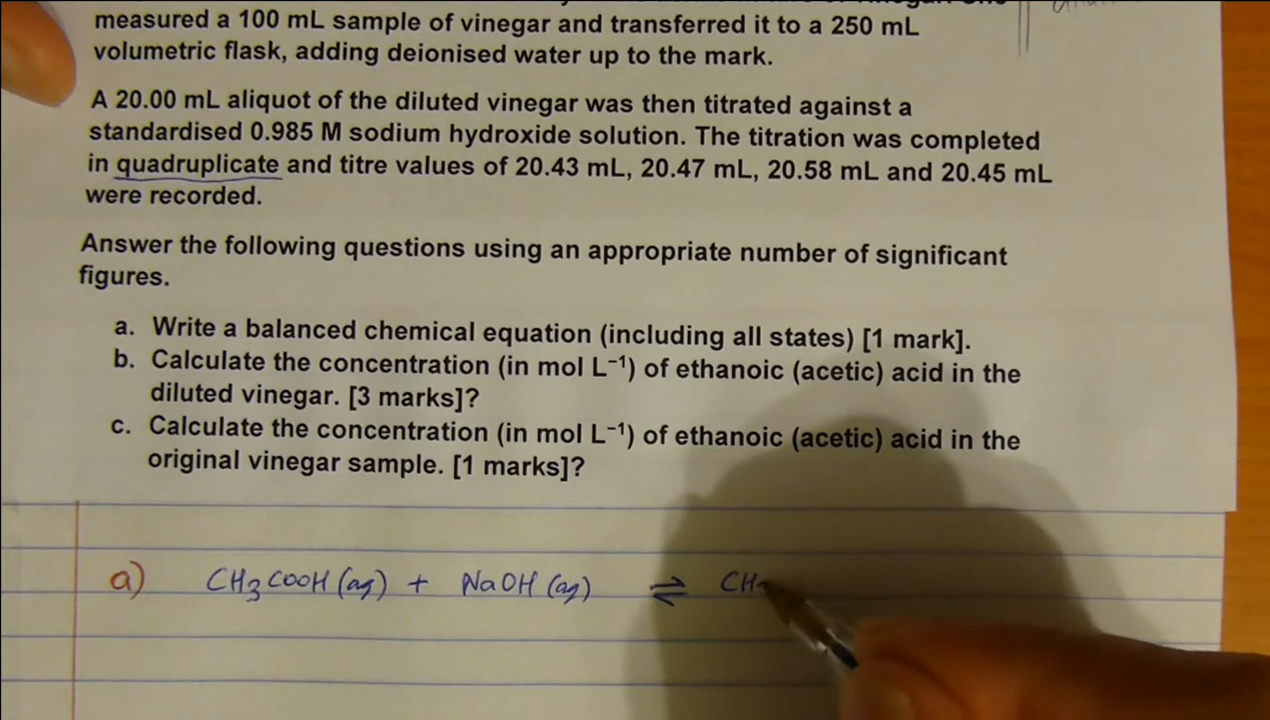 measured a 100 mL sample of vinegar and transferred it to a 250 mL
volumetric flask, adding deionised water up to the mark.
A 20.00 mL aliquot of the diluted vinegar was then titrated against a
standardised 0.985 M sodium hydroxide solution. The titration was completed
in quadruplicate and titre values of 20.43 mL, 20.47 mL, 20.58 mL and 20.45 mL
were recorded.
Answer the following questions using an appropriate number of significant
figures.
a. Write a balanced chemical equation (including all states) [1 mark].
b. Calculate the concentration (in mol L⁻¹) of ethanoic (acetic) acid in the
diluted vinegar. [3 marks]?
c. Calculate the concentration (in mol L⁻¹) of ethanoic (acetic) acid in the
original vinegar sample. [1 marks]?
a) CH₃COOH (aq) + NaOH (aq) ⇌ CH